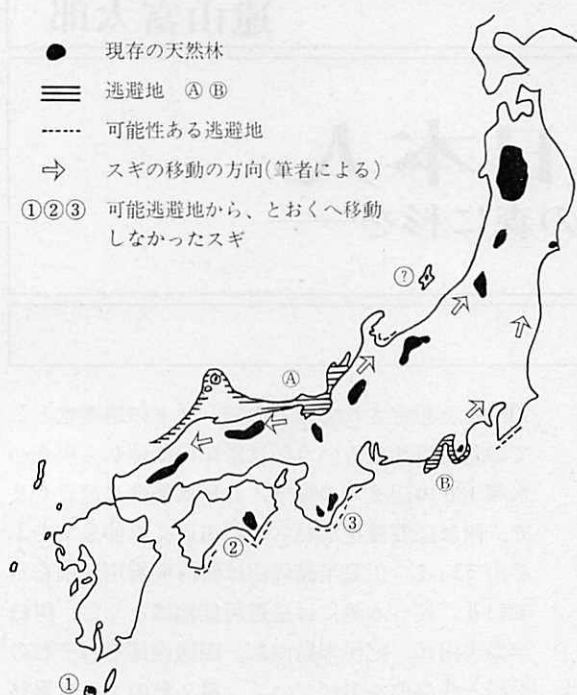 現存の天然林
逃避地 Ⓐ Ⓑ
可能性ある逃避地
スギの移動の方向(筆者による)
①②③ 可能逃避地から、とおくへ移動
しなかったスギ
?
Ⓐ
Ⓑ
③
②
①